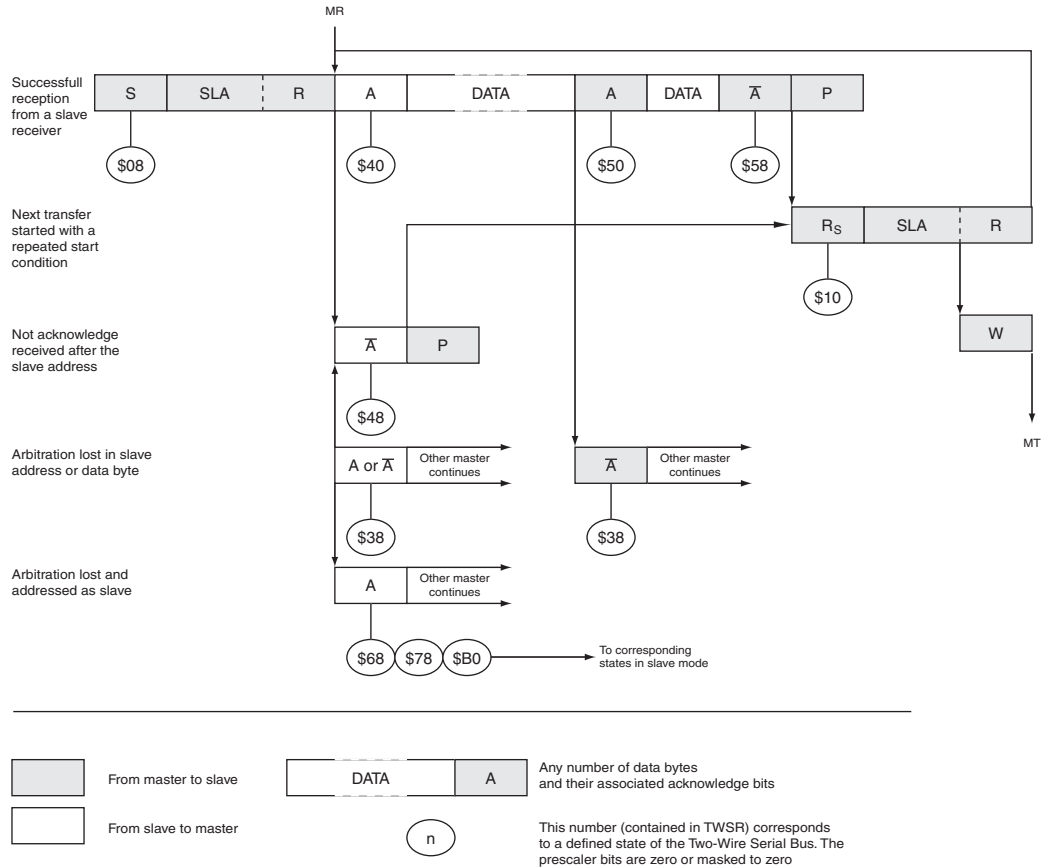 MR
Successfull
reception
from a slave
receiver
S SLA R A DATA A DATA A̅ P
$08 $40 $50 $58
Next transfer
started with a
repeated start
condition
RS SLA R
$10
Not acknowledge
received after the
slave address
A̅ P
W
$48
MT
Arbitration lost in slave
address or data byte
A or A̅
Other master
continues
A̅
Other master
continues
$38 $38
Arbitration lost and
addressed as slave
A
Other master
continues
$68 $78 $B0
To corresponding
states in slave mode
From master to slave
DATA A
Any number of data bytes
and their associated acknowledge bits
From slave to master
n
This number (contained in TWSR) corresponds
to a defined state of the Two-Wire Serial Bus. The
prescaler bits are zero or masked to zero